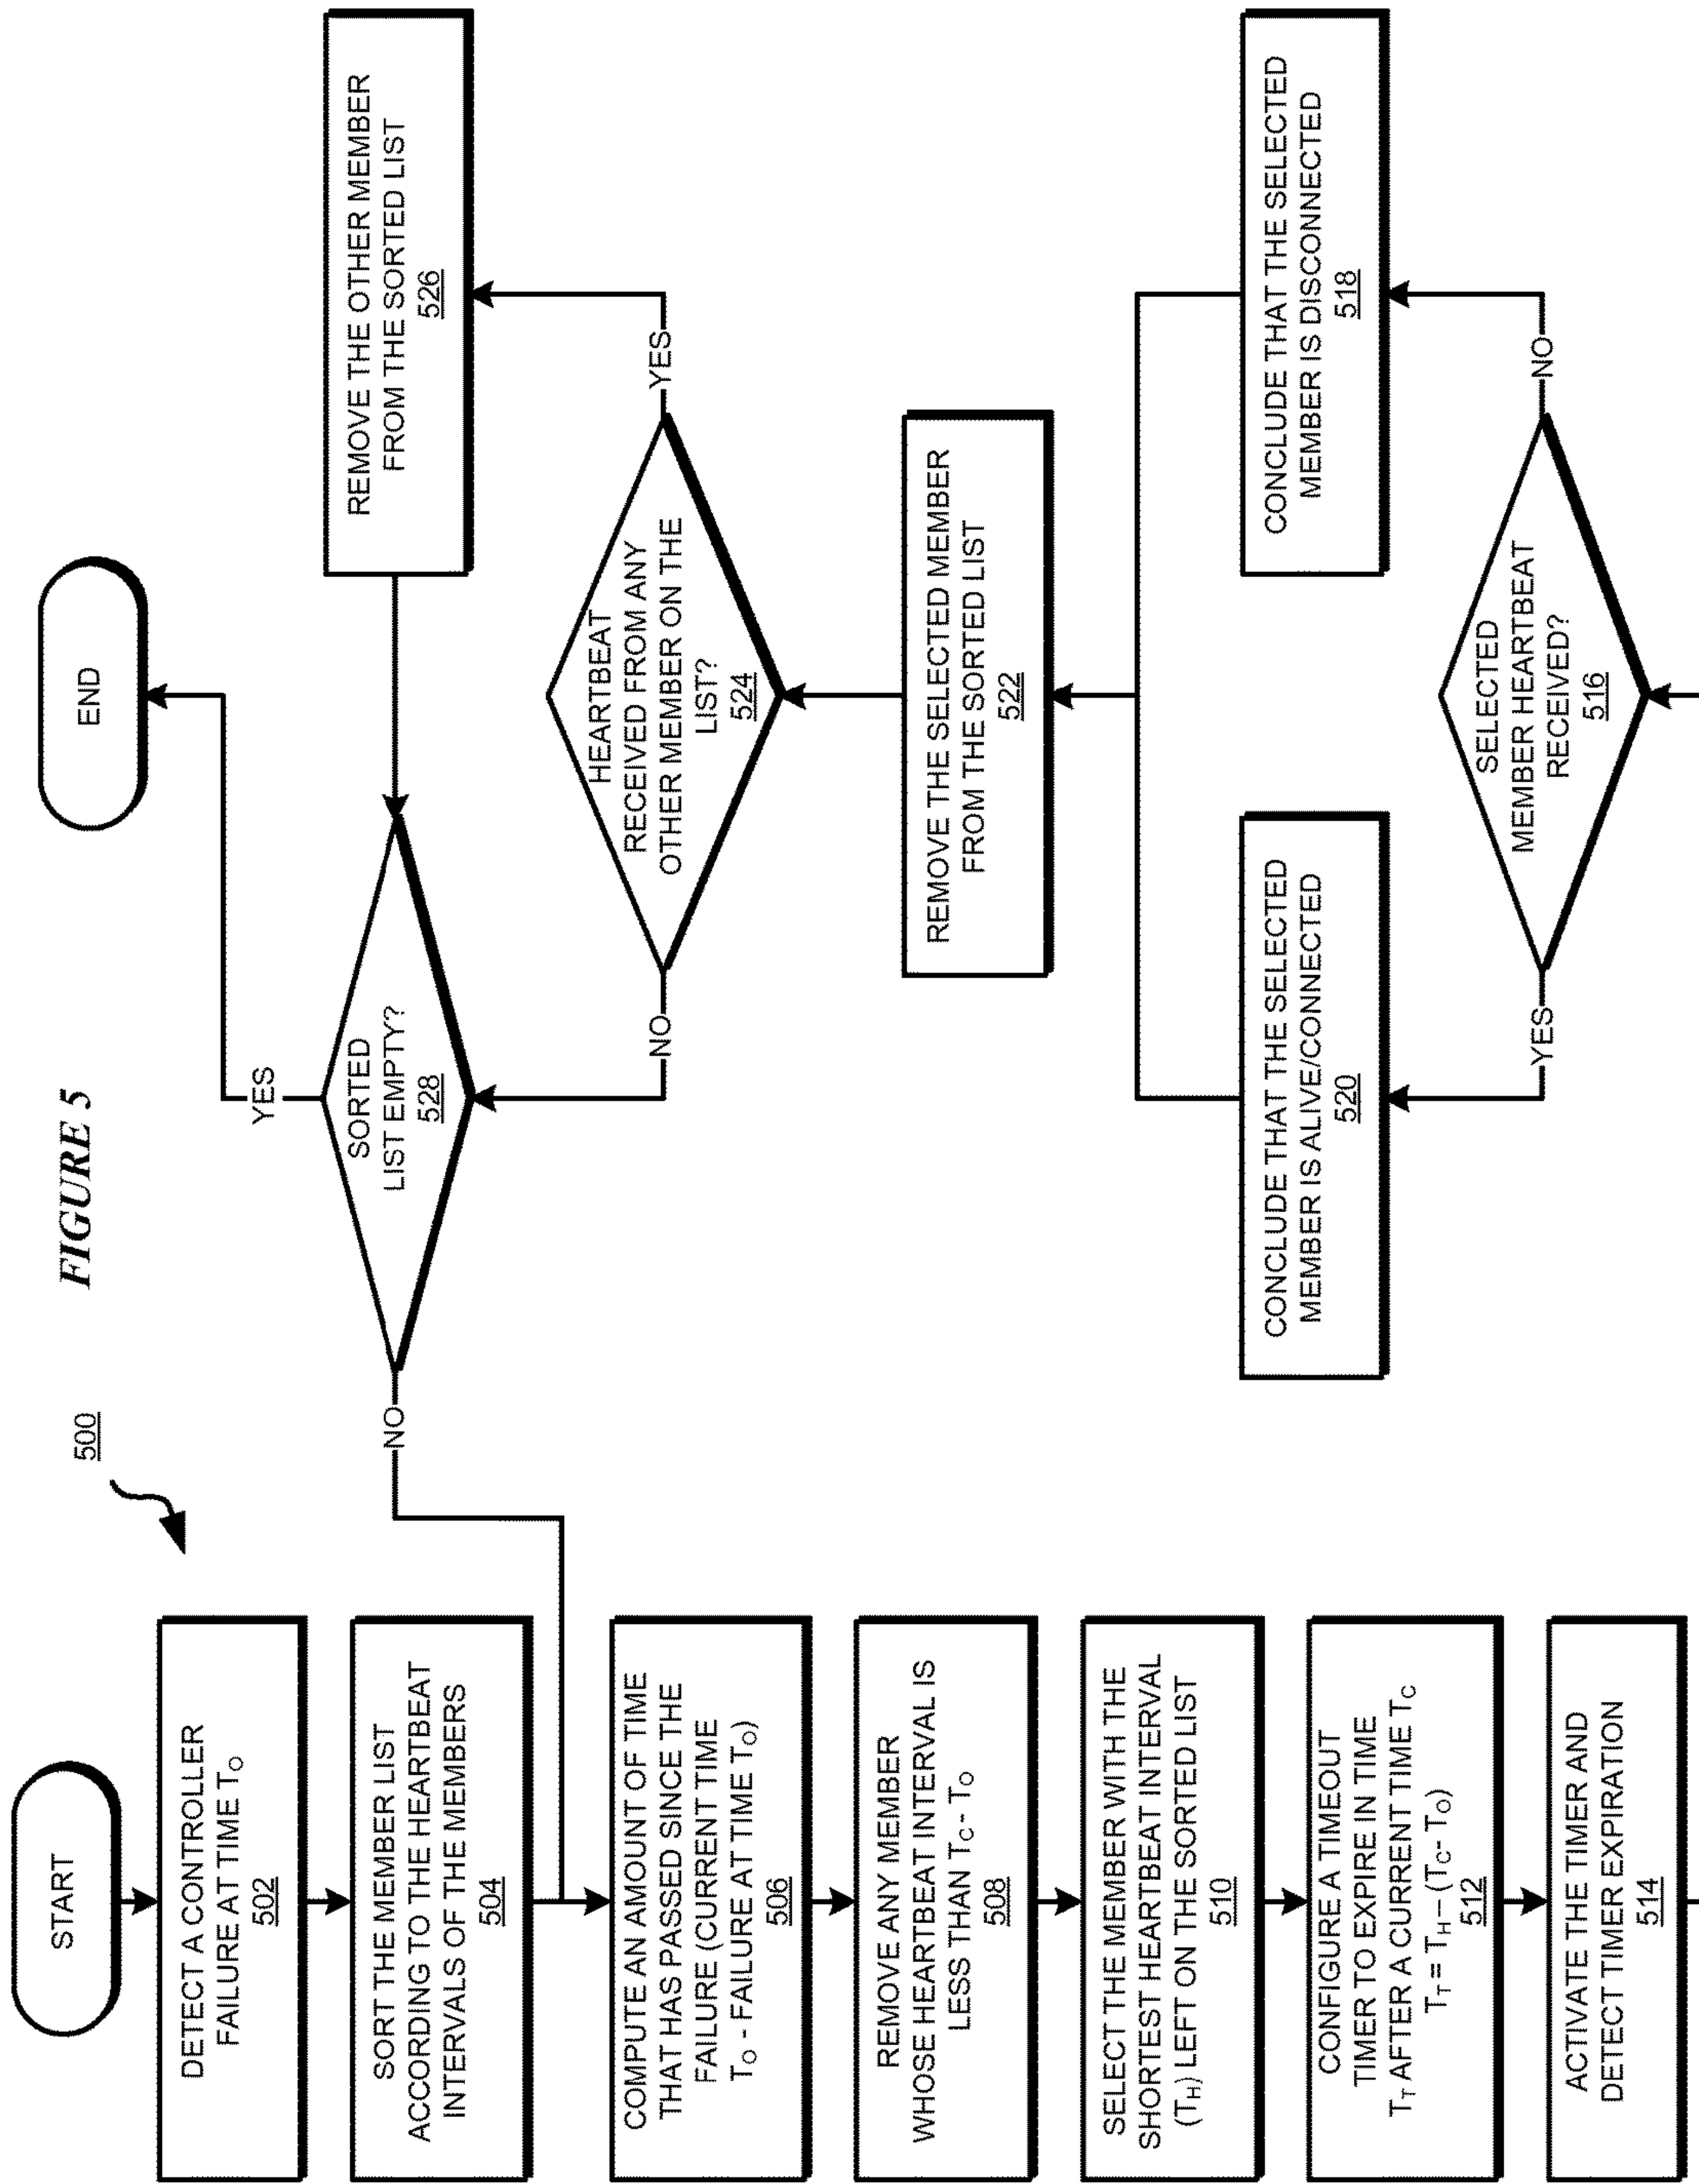 FIGURE 5
500
START
DETECT A CONTROLLER
FAILURE AT TIME TO
502
SORT THE MEMBER LIST
ACCORDING TO THE HEARTBEAT
INTERVALS OF THE MEMBERS
504
COMPUTE AN AMOUNT OF TIME
THAT HAS PASSED SINCE THE
FAILURE (CURRENT TIME
TO - FAILURE AT TIME TO)
506
REMOVE ANY MEMBER
WHOSE HEARTBEAT INTERVAL IS
LESS THAN TC - TO
508
SELECT THE MEMBER WITH THE
SHORTEST HEARTBEAT INTERVAL
(TH) LEFT ON THE SORTED LIST
510
CONFIGURE A TIMEOUT
TIMER TO EXPIRE IN TIME
TT AFTER A CURRENT TIME TC
TT = TH – (TC - TO)
512
ACTIVATE THE TIMER AND
DETECT TIMER EXPIRATION
514
SELECTED
MEMBER HEARTBEAT
RECEIVED?
516
YES
NO
CONCLUDE THAT THE SELECTED
MEMBER IS ALIVE/CONNECTED
520
CONCLUDE THAT THE SELECTED
MEMBER IS DISCONNECTED
518
REMOVE THE SELECTED MEMBER
FROM THE SORTED LIST
522
HEARTBEAT
RECEIVED FROM ANY
OTHER MEMBER ON THE
LIST?
524
NO
YES
REMOVE THE OTHER MEMBER
FROM THE SORTED LIST
526
SORTED
LIST EMPTY?
528
NO
YES
END